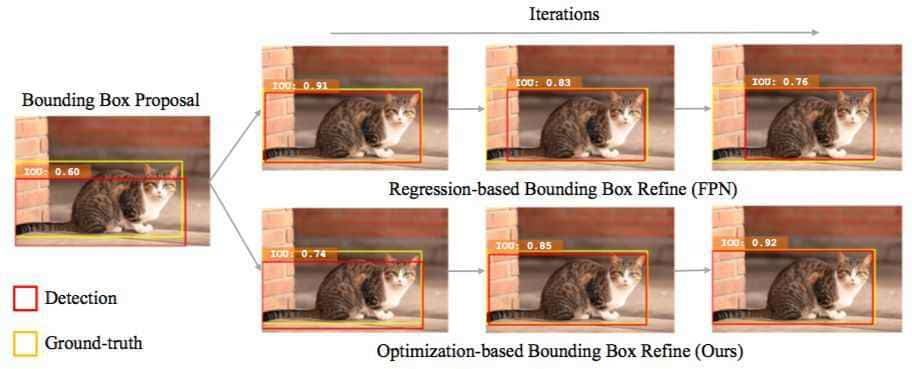 Iterations
Bounding Box Proposal
IOU: 0.60
IOU: 0.91
IOU: 0.83
IOU: 0.76
Regression-based Bounding Box Refine (FPN)
IOU: 0.74
IOU: 0.85
IOU: 0.92
Optimization-based Bounding Box Refine (Ours)
Detection
Ground-truth